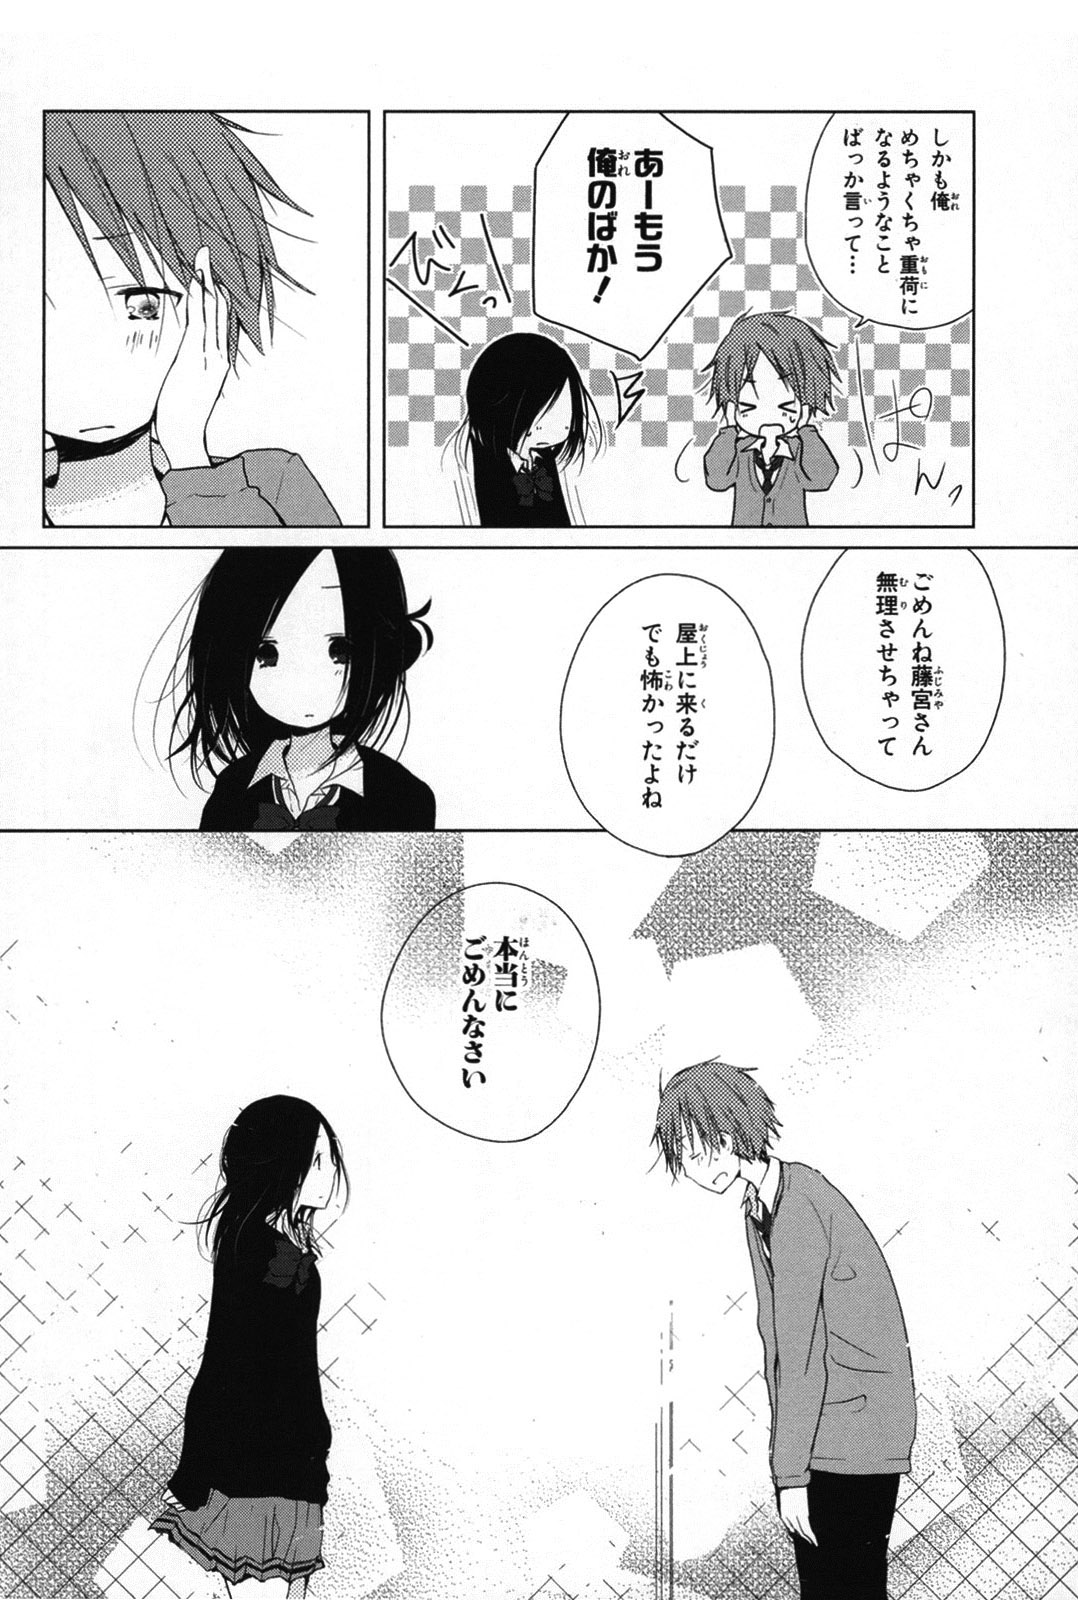 しかも俺
めちゃくちゃ重荷に
なるようなこと
ばっか言って…
あーもう
俺のばか!
ぱんっ
びくっ
ごめんね藤宮さん
無理させちゃって
屋上に来るだけ
でも怖かったよね
本当に
ごめんなさい